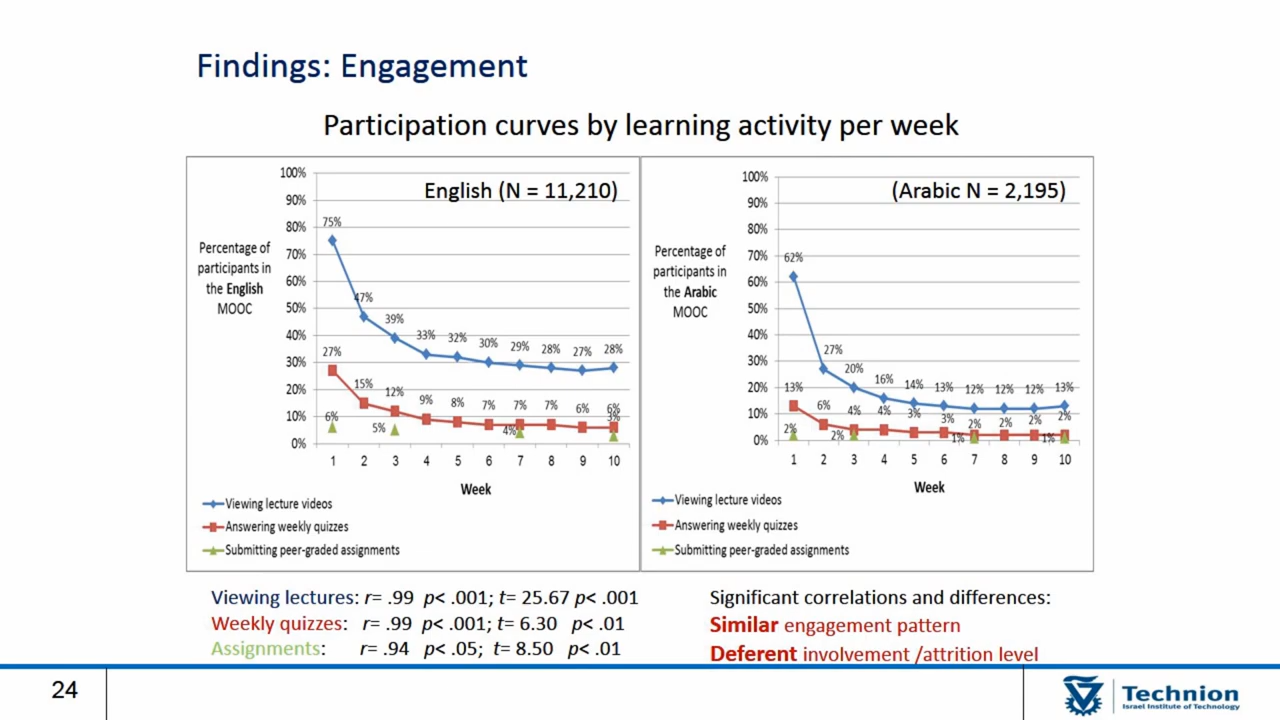 Findings: Engagement
Participation curves by learning activity per week
English (N = 11,210)
Percentage of
participants in
the English
MOOC
100%
90%
80%
70%
60%
50%
40%
30%
20%
10%
0%
75%
47%
39%
33%
32%
30%
29%
28%
27%
28%
27%
15%
12%
9%
8%
7%
7%
7%
6%
6%
6%
5%
4%
3%
1 2 3 4 5 6 7 8 9 10
Week
Viewing lecture videos
Answering weekly quizzes
Submitting peer-graded assignments
(Arabic N = 2,195)
Percentage of
participants in
the Arabic
MOOC
100%
90%
80%
70%
60%
50%
40%
30%
20%
10%
0%
62%
27%
20%
16%
14%
13%
12%
12%
12%
13%
13%
6%
4%
4%
3%
3%
2%
2%
2%
2%
2%
2%
1%
1%
1 2 3 4 5 6 7 8 9 10
Week
Viewing lecture videos
Answering weekly quizzes
Submitting peer-graded assignments
Viewing lectures: r= .99 p< .001; t= 25.67 p< .001
Weekly quizzes: r= .99 p< .001; t= 6.30 p< .01
Assignments: r= .94 p< .05; t= 8.50 p< .01
Significant correlations and differences:
Similar engagement pattern
Deferent involvement /attrition level
24
Technion
Israel Institute of Technology